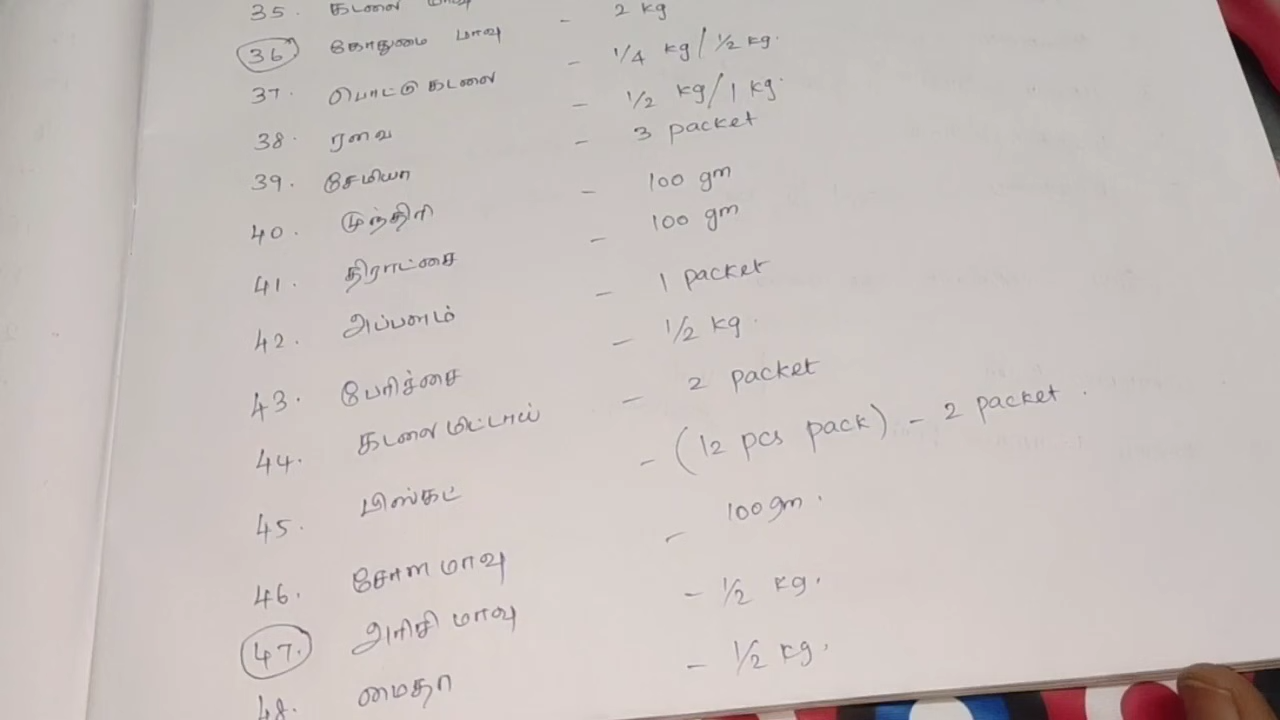 35. கடலை மாவு
36. கோதுமை மாவு - 2 kg
37. பொட்டுகடலை - 1/4 kg / 1/2 kg.
38. ரவை - 1/2 kg / 1 kg.
39. சேமியா - 3 packet
40. முந்திரி - 100 gm
41. திராட்சை - 100 gm
42. அப்பளம் - 1 packet
43. பேரிச்சை - 1/2 kg.
44. கடலை மிட்டாய் - 2 packet
45. பிஸ்கட் - (12 pcs pack) - 2 packet.
46. சோள மாவு - 100 gm.
47. அரிசி மாவு - 1/2 kg.
48. மைதா - 1/2 kg.